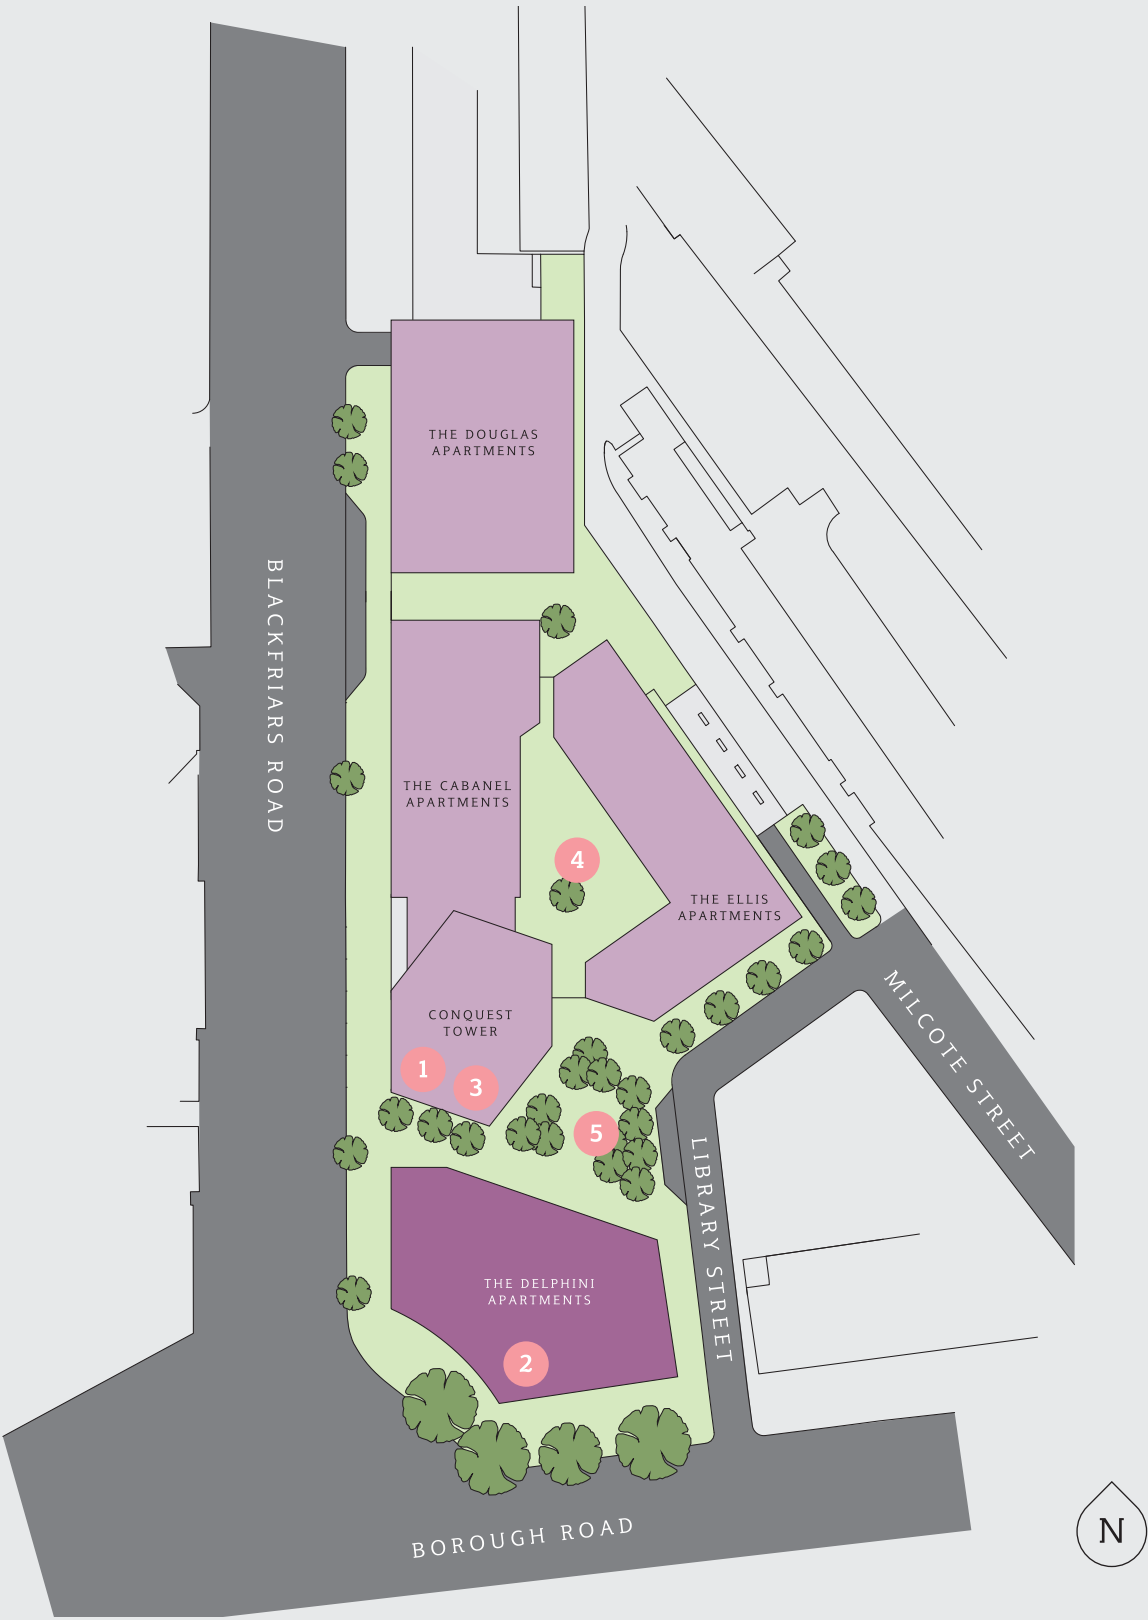 THE DOUGLAS
APARTMENTS
BLACKFRIARS ROAD
THE CABANEL
APARTMENTS
4
THE ELLIS
APARTMENTS
CONQUEST
TOWER
1
3
MILCOTE STREET
5
LIBRARY STREET
THE DELPHINI
APARTMENTS
2
BOROUGH ROAD
N